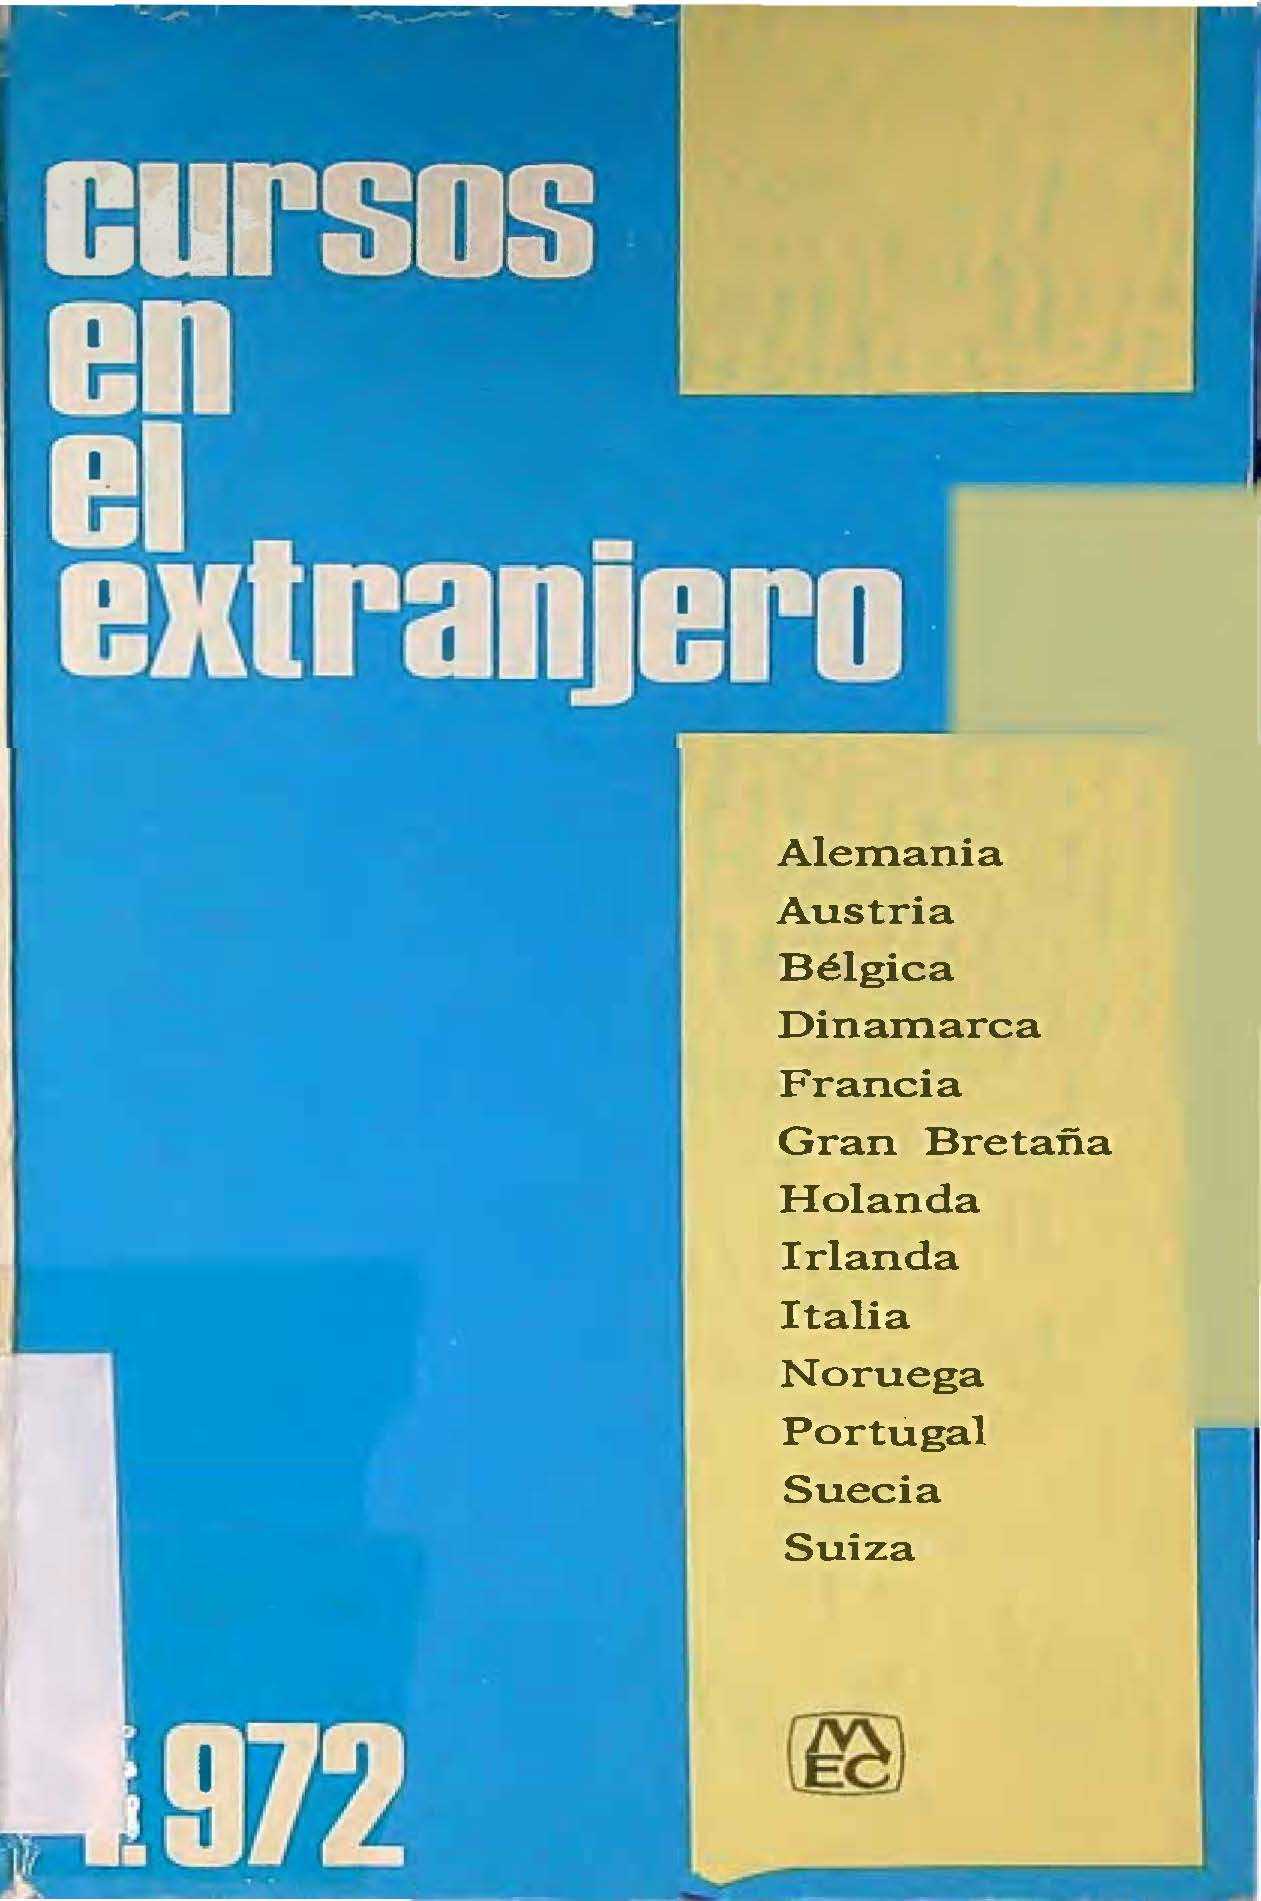 cursos
en
el
extranjero
Alemania
Austria
Bélgica
Dinamarca
Francia
Gran Bretaña
Holanda
Irlanda
Italia
Noruega
Portugal
Suecia
Suiza
MEC
1.972